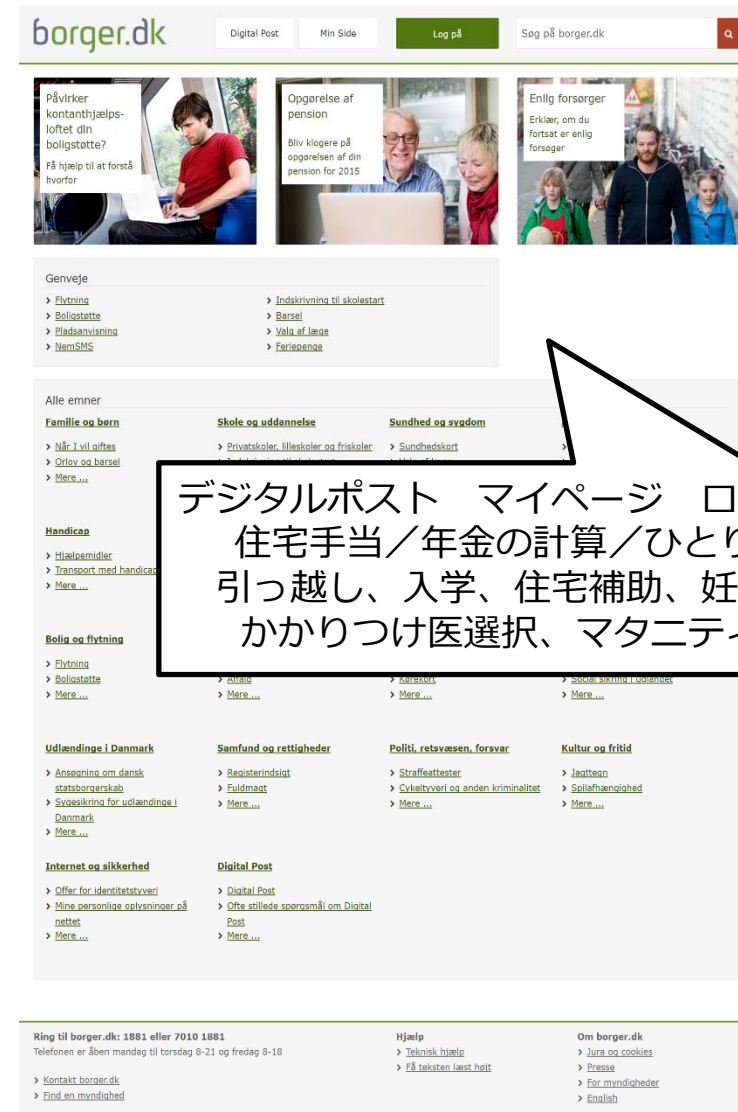 borger.dk
Digital Post
Min Side
Log på
Søg på borger.dk
Påvirker
kontanthjælps-
loftet din
boligstøtte?
Få hjælp til at forstå
hvorfor
Opgørelse af
pension
Bliv klogere på
opgørelsen af din
pension for 2015
Enlig forsørger
Erklær, om du
fortsat er enlig
forsøger
Genveje
Flytning
Boligstøtte
Pladsanvisning
NemSMS
Indskrivning til skolestart
Barsel
Valg af læge
Feriepenge
Alle emner
Familie og børn
Når I vil giftes
Orlov og barsel
Mere ...
Skole og uddannelse
Privatskoler, lilleskoler og friskoler
Sundhed og sygdom
Sundhedskort
デジタルポスト　マイページ　ロ
住宅手当／年金の計算／ひとり
引っ越し、入学、住宅補助、妊
かかりつけ医選択、マタニティ
Handicap
Hjælpemidler
Transport med handicap
Mere ...
Bolig og flytning
Flytning
Boligstøtte
Mere ...
Affald
Mere ...
Kørekort
Mere ...
Social sikring i udlandet
Mere ...
Udlændinge i Danmark
Ansøgning om dansk
statsborgerskab
Sygesikring for udlændinge i
Danmark
Mere ...
Samfund og rettigheder
Registerindsigt
Fuldmagt
Mere ...
Politi, retsvæsen, forsvar
Straffeattester
Cykeltyveri og anden kriminalitet
Mere ...
Kultur og fritid
Jagttegn
Spilafhængighed
Mere ...
Internet og sikkerhed
Offer for identitetstyveri
Mine personlige oplysninger på
nettet
Mere ...
Digital Post
Digital Post
Ofte stillede spørgsmål om Digital
Post
Mere ...
Ring til borger.dk: 1881 eller 7010
1881
Telefonen er åben mandag til torsdag 8-21 og fredag 8-18
Kontakt borger.dk
Find en myndighed
Hjælp
Teknisk hjælp
Få teksten læst højt
Om borger.dk
Jura og cookies
Presse
For myndigheder
English